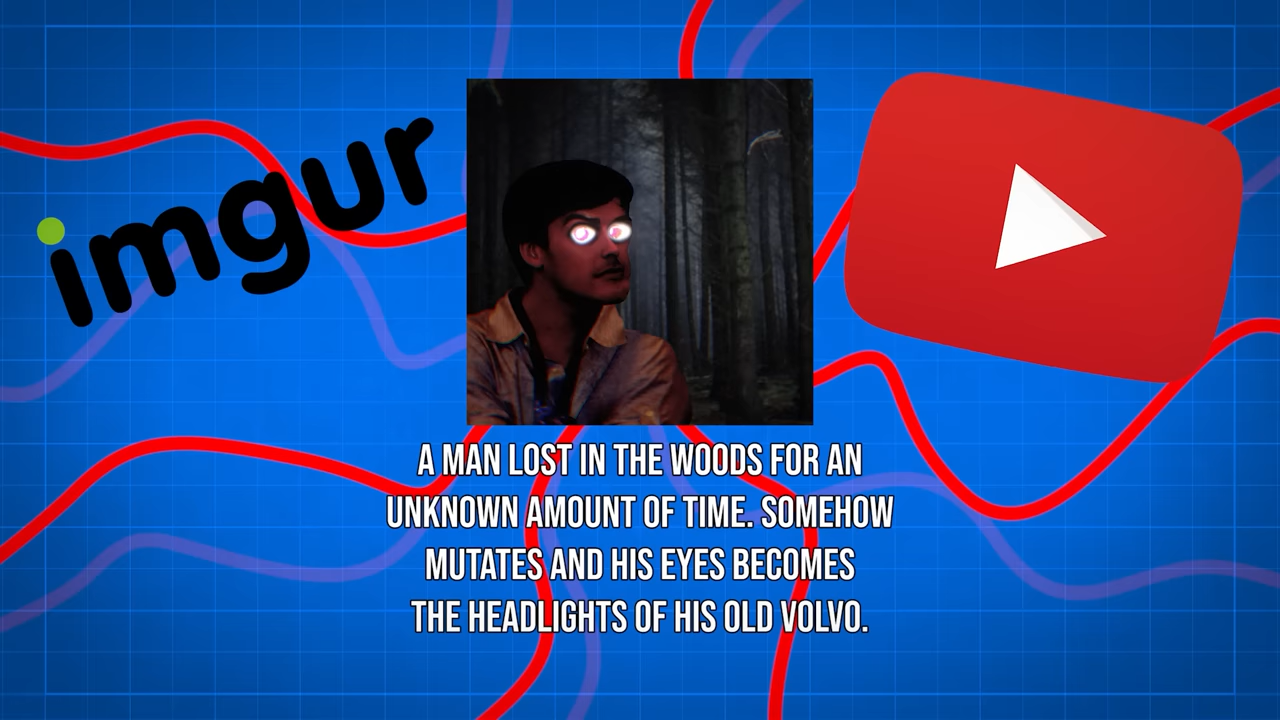 imgur
A MAN LOST IN THE WOODS FOR AN
UNKNOWN AMOUNT OF TIME. SOMEHOW
MUTATES AND HIS EYES BECOMES
THE HEADLIGHTS OF HIS OLD VOLVO.